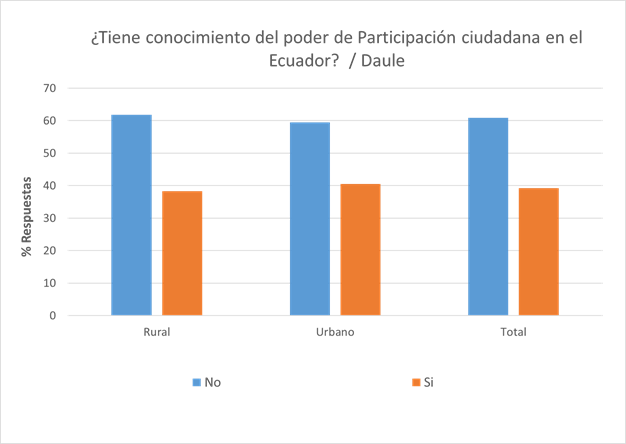 ¿Tiene conocimiento del poder de Participación ciudadana en el
Ecuador?  / Daule
70
60
50
40
30
20
10
0
% Respuestas
Rural
Urbano
Total
No
Si